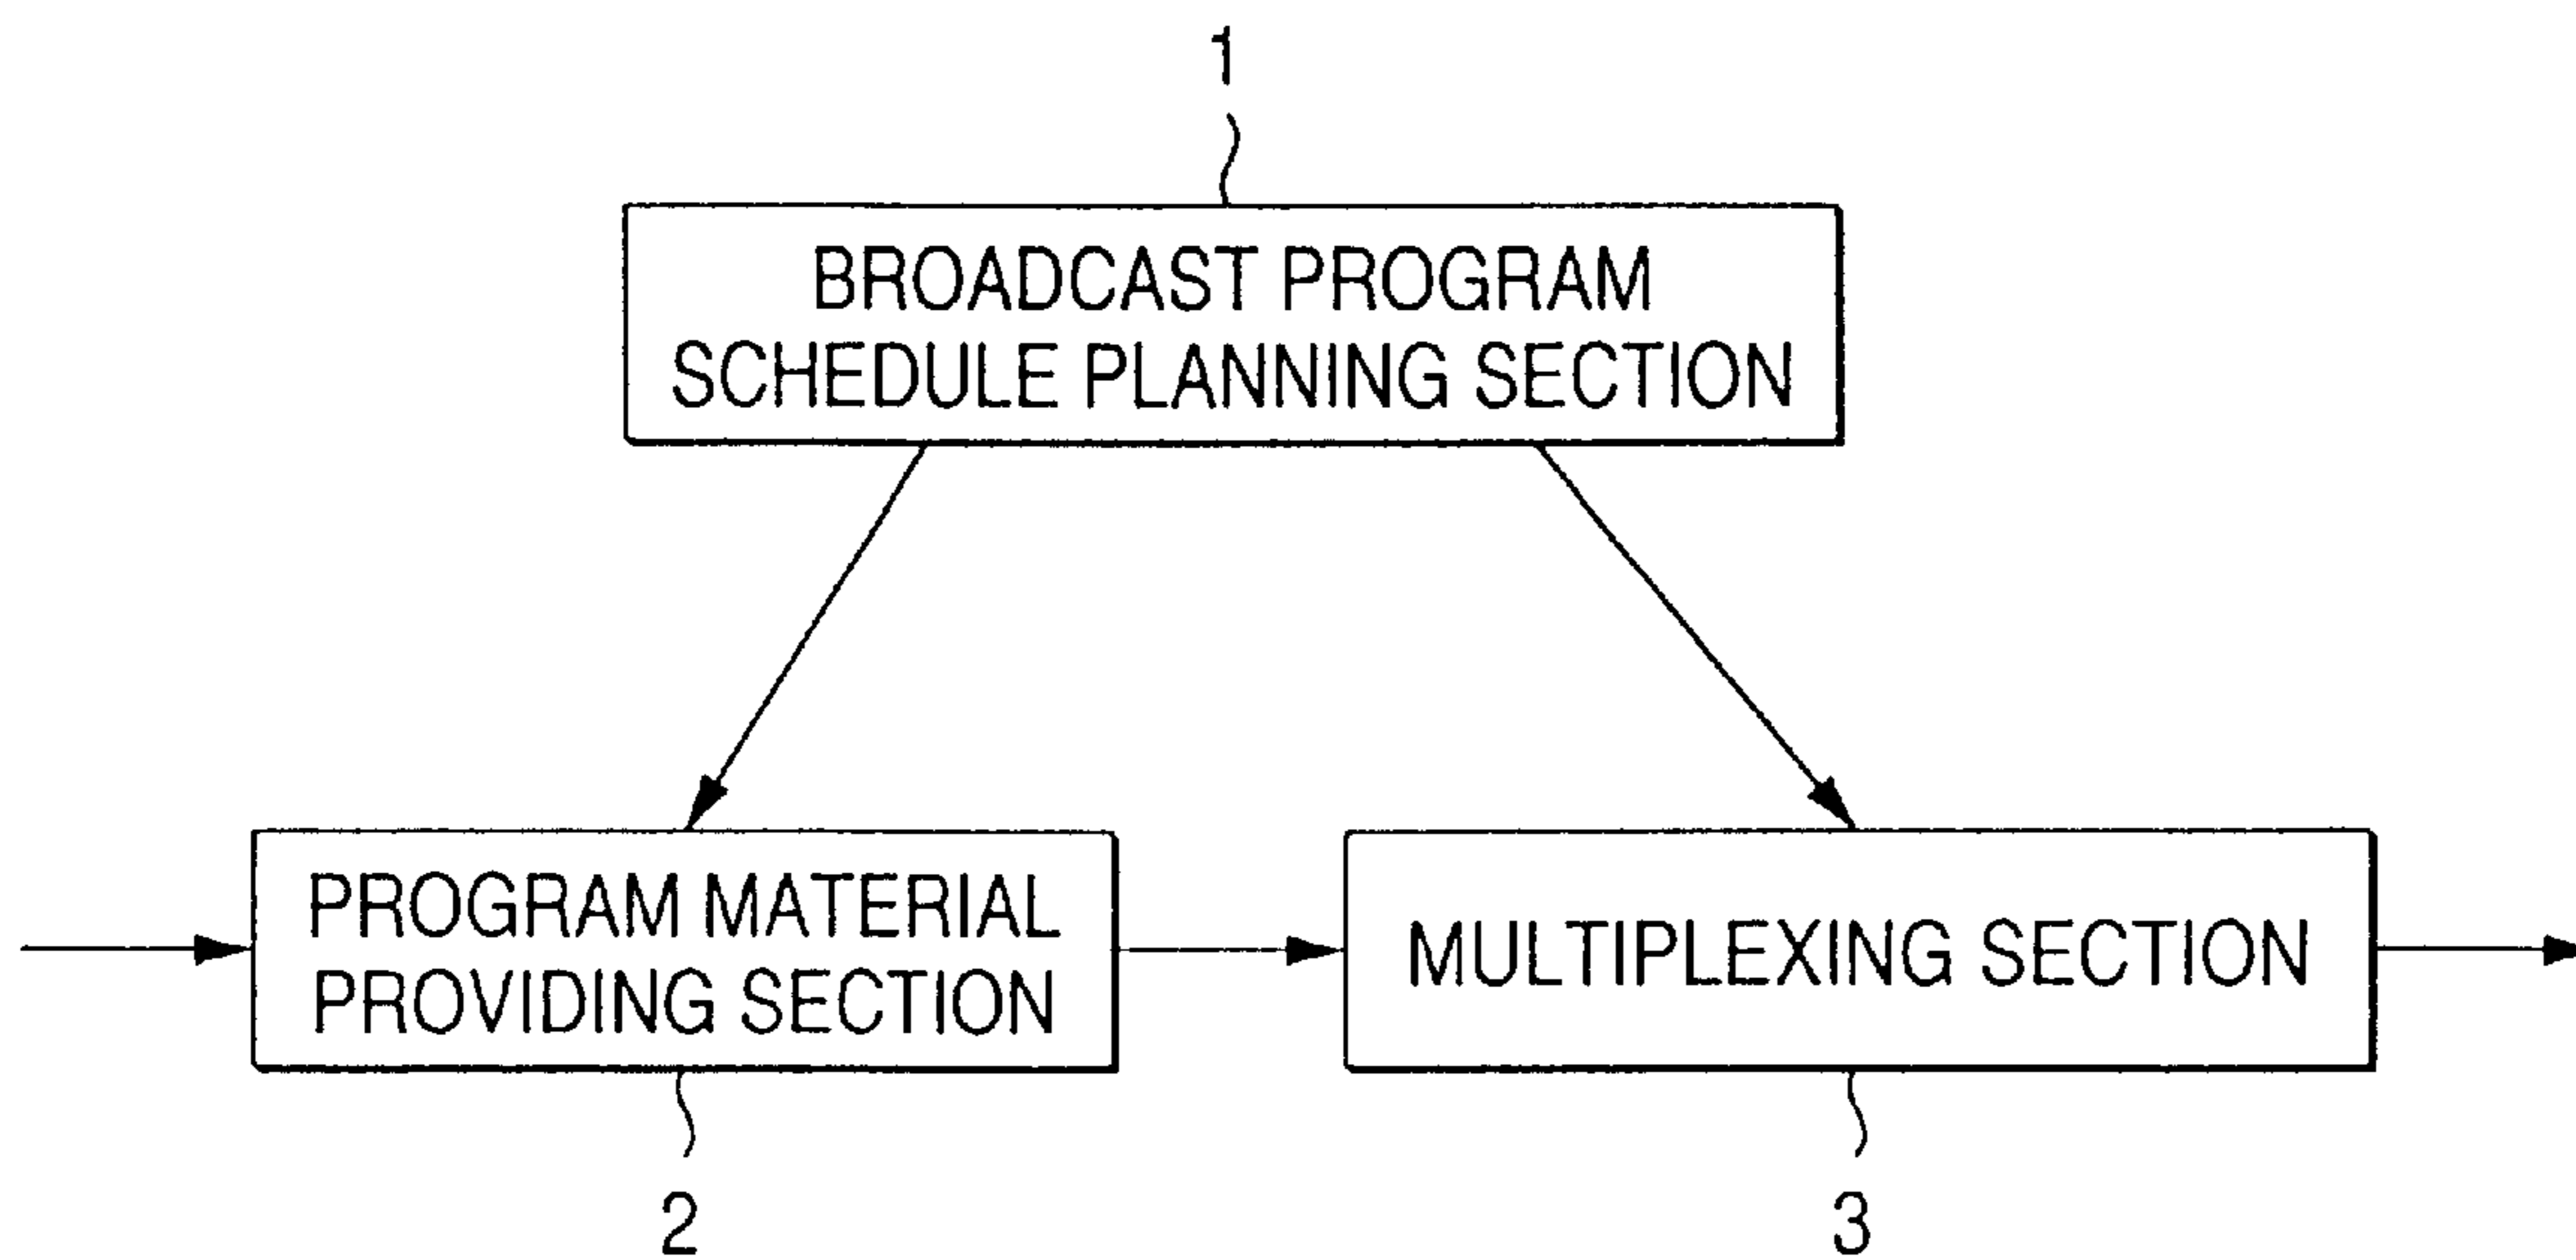 1
BROADCAST PROGRAM
SCHEDULE PLANNING SECTION
PROGRAM MATERIAL
PROVIDING SECTION
MULTIPLEXING SECTION
2
3